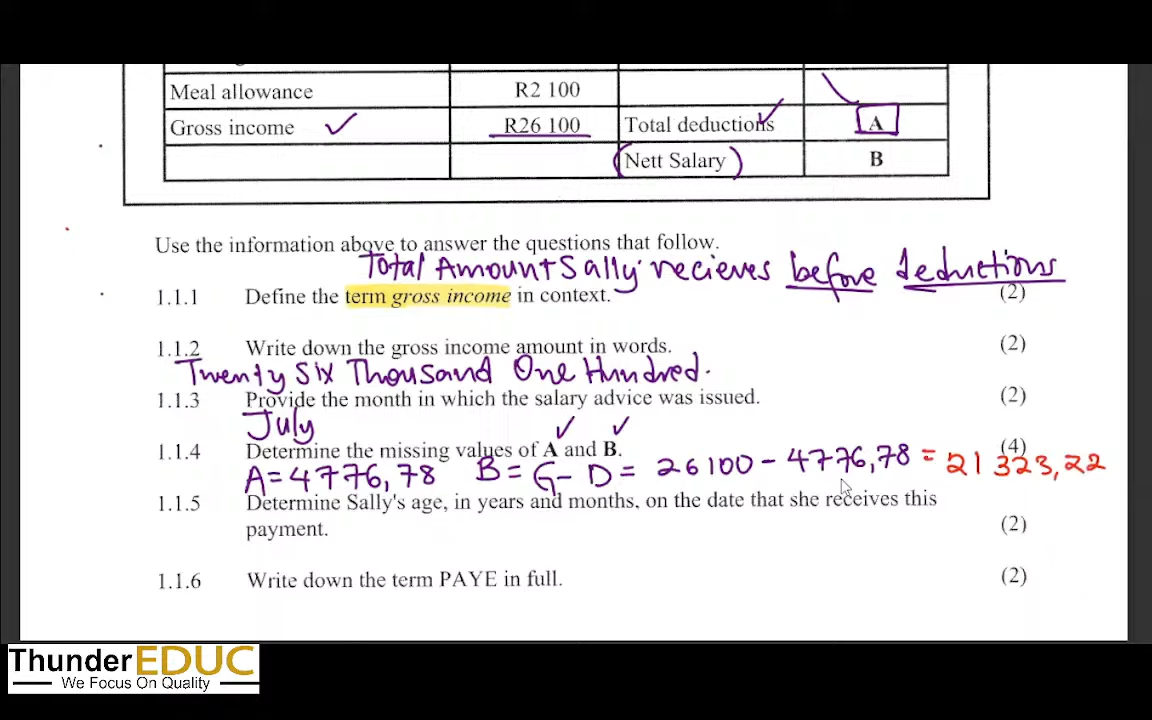 Meal allowance R2 100
Gross income R26 100 Total deductions A
Nett Salary B
Use the information above to answer the questions that follow.
Total Amount Sally recieves before deductions
1.1.1 Define the term gross income in context. (2)
1.1.2 Write down the gross income amount in words. (2)
Twenty Six Thousand One Hundred.
1.1.3 Provide the month in which the salary advice was issued. (2)
July
1.1.4 Determine the missing values of A and B. (4)
A = 4776,78 B = G - D = 26100 - 4776,78 = 21 323,22
1.1.5 Determine Sally's age, in years and months, on the date that she receives this
payment. (2)
1.1.6 Write down the term PAYE in full. (2)
ThunderEDUC
We Focus On Quality